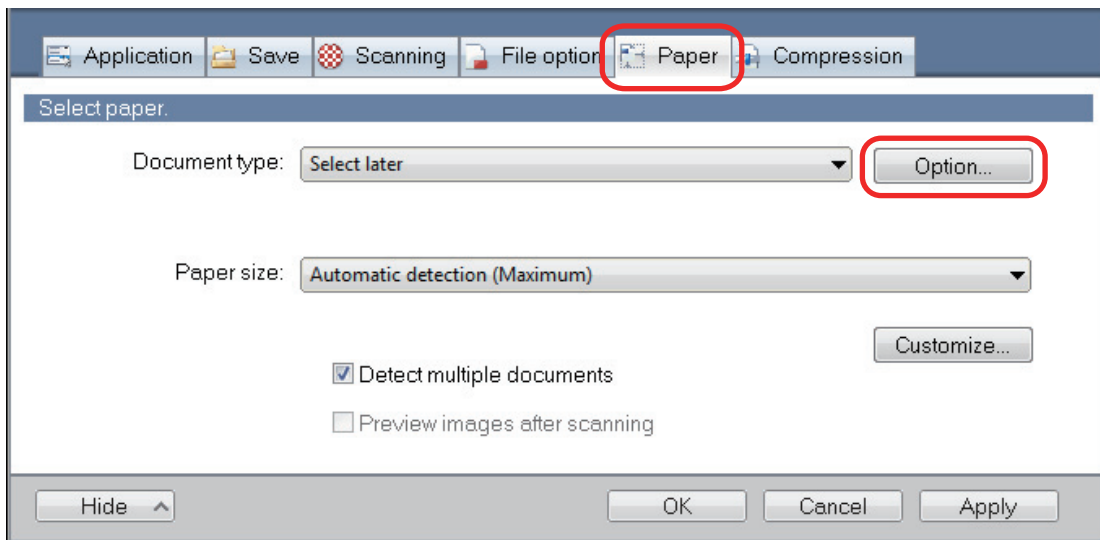 Application Save Scanning File option Paper Compression
Select paper.
Document type: Select later Option...
Paper size: Automatic detection (Maximum)
Customize...
Detect multiple documents
Preview images after scanning
Hide OK Cancel Apply